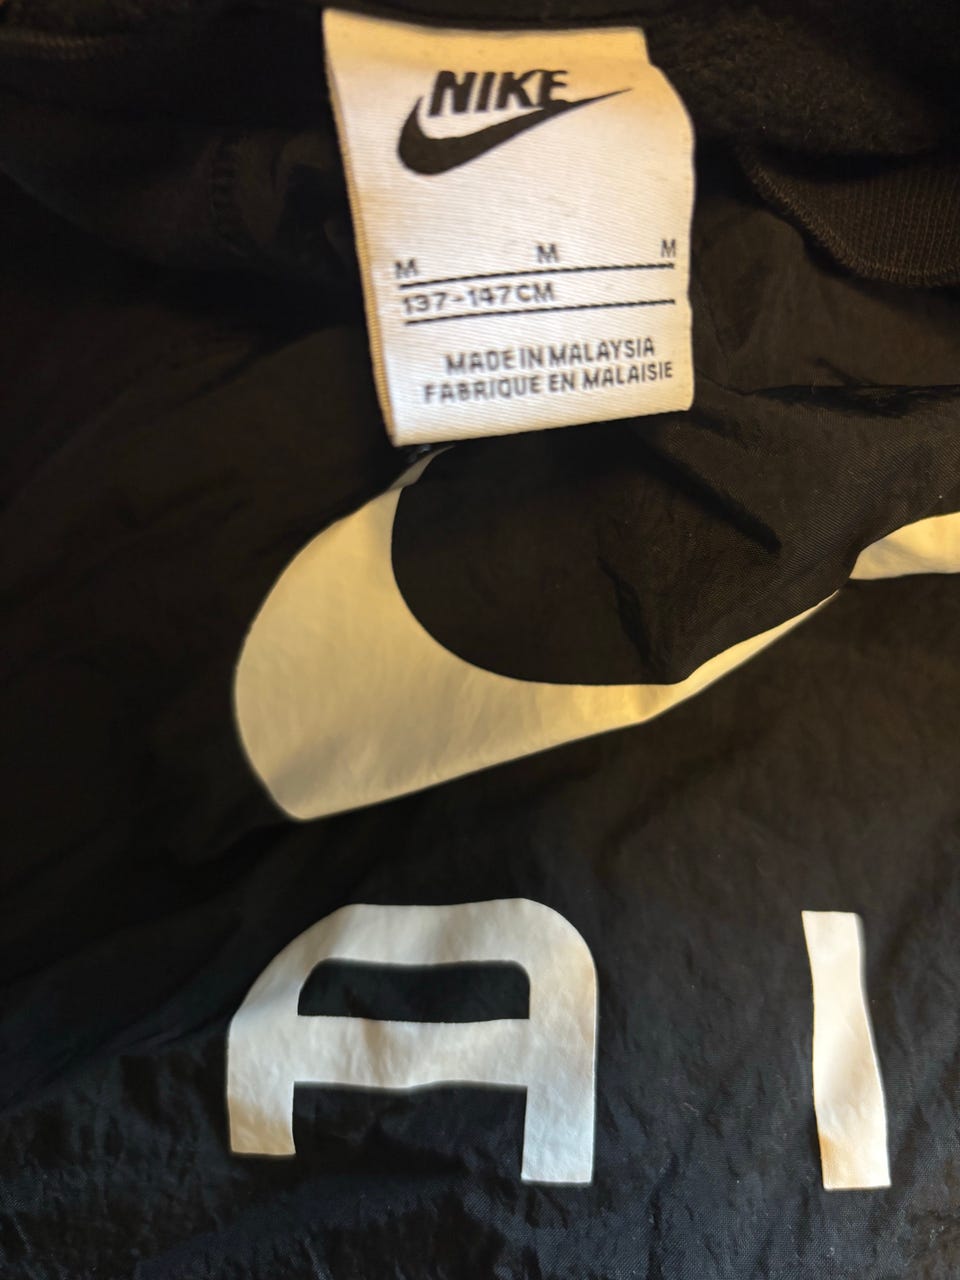 NIKE
M M M
137-147CM
MADE IN MALAYSIA
FABRIQUE EN MALAISIE
AI